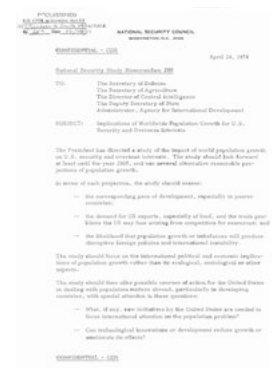 NATIONAL SECURITY COUNCIL
CONFIDENTIAL - GDS
April 24, 1974
National Security Study Memorandum 200
TO: The Secretary of Defense
The Secretary of Agriculture
The Director of Central Intelligence
The Deputy Secretary of State
Administrator, Agency for International Development
SUBJECT: Implications of Worldwide Population Growth for U.S.
Security and Overseas Interests
The President has directed a study of the impact of world population growth
on U.S. security and overseas interests. The study should look forward
at least until the year 2000, and use several alternative reasonable pro-
jections of population growth.
In terms of each projection, the study should assess:
— the corresponding pace of development, especially in poorer
countries;
— the demand for US exports, especially of food, and the trade pro-
blems the US may face arising from competition for resources; and
— the likelihood that population growth or imbalances will produce
disruptive foreign policies and international instability.
The study should focus on the international political and economic implica-
tions of population growth rather than its ecological, sociological or other
aspects.
The study should then offer possible courses of action for the United States
in dealing with population matters abroad, particularly in developing
countries, with special attention to these questions:
— What, if any, new initiatives by the United States are needed to
focus international attention on the population problem?
— Can technological innovations or development reduce growth or
ameliorate its effects?
CONFIDENTIAL - GDS